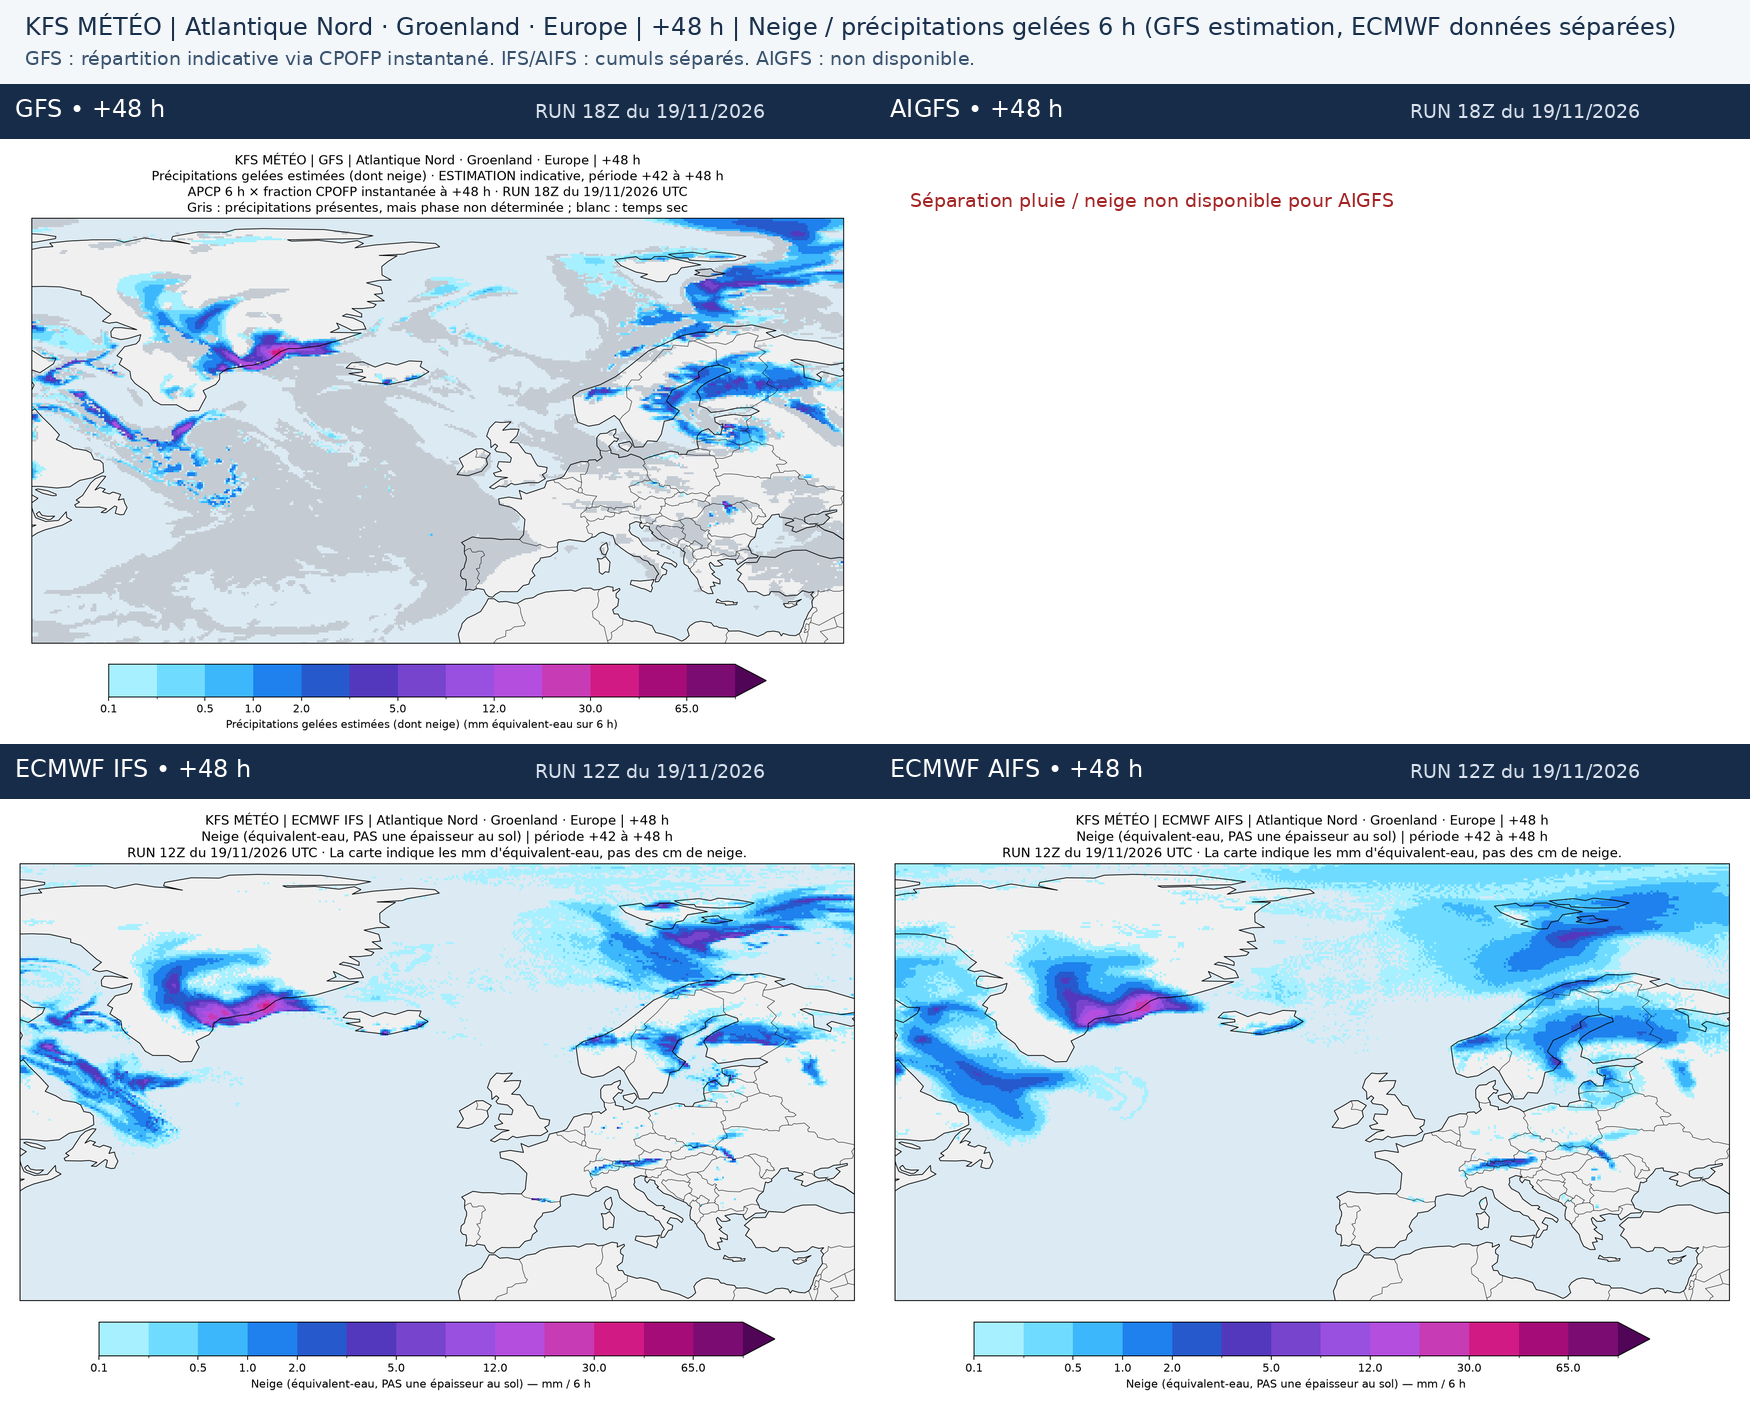 KFS MÉTÉO | Atlantique Nord · Groenland · Europe | +48 h | Neige / précipitations gelées 6 h (GFS estimation, ECMWF données séparées)
GFS : répartition indicative via CPOFP instantané. IFS/AIFS : cumuls séparés. AIGFS : non disponible.
GFS • +48 h
RUN 18Z du 19/11/2026
AIGFS • +48 h
RUN 18Z du 19/11/2026
KFS MÉTÉO | GFS | Atlantique Nord · Groenland · Europe | +48 h
Précipitations gelées estimées (dont neige) · ESTIMATION indicative, période +42 à +48 h
APCP 6 h × fraction CPOFP instantanée à +48 h · RUN 18Z du 19/11/2026 UTC
Gris : précipitations présentes, mais phase non déterminée ; blanc : temps sec
Séparation pluie / neige non disponible pour AIGFS
0.1 0.5 1.0 2.0 5.0 12.0 30.0 65.0
Précipitations gelées estimées (dont neige) (mm équivalent-eau sur 6 h)
ECMWF IFS • +48 h
RUN 12Z du 19/11/2026
ECMWF AIFS • +48 h
RUN 12Z du 19/11/2026
KFS MÉTÉO | ECMWF IFS | Atlantique Nord · Groenland · Europe | +48 h
Neige (équivalent-eau, PAS une épaisseur au sol) | période +42 à +48 h
RUN 12Z du 19/11/2026 UTC · La carte indique les mm d'équivalent-eau, pas des cm de neige.
KFS MÉTÉO | ECMWF AIFS | Atlantique Nord · Groenland · Europe | +48 h
Neige (équivalent-eau, PAS une épaisseur au sol) | période +42 à +48 h
RUN 12Z du 19/11/2026 UTC · La carte indique les mm d'équivalent-eau, pas des cm de neige.
0.1 0.5 1.0 2.0 5.0 12.0 30.0 65.0
Neige (équivalent-eau, PAS une épaisseur au sol) — mm / 6 h
0.1 0.5 1.0 2.0 5.0 12.0 30.0 65.0
Neige (équivalent-eau, PAS une épaisseur au sol) — mm / 6 h